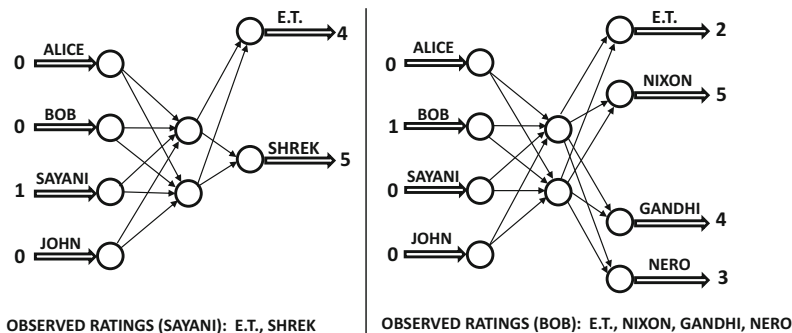 E.T.
4
ALICE
0
BOB
0
SHREK
5
SAYANI
1
JOHN
0
OBSERVED RATINGS (SAYANI): E.T., SHREK
E.T.
2
ALICE
0
NIXON
5
BOB
1
SAYANI
0
GANDHI
4
JOHN
0
NERO
3
OBSERVED RATINGS (BOB): E.T., NIXON, GANDHI, NERO